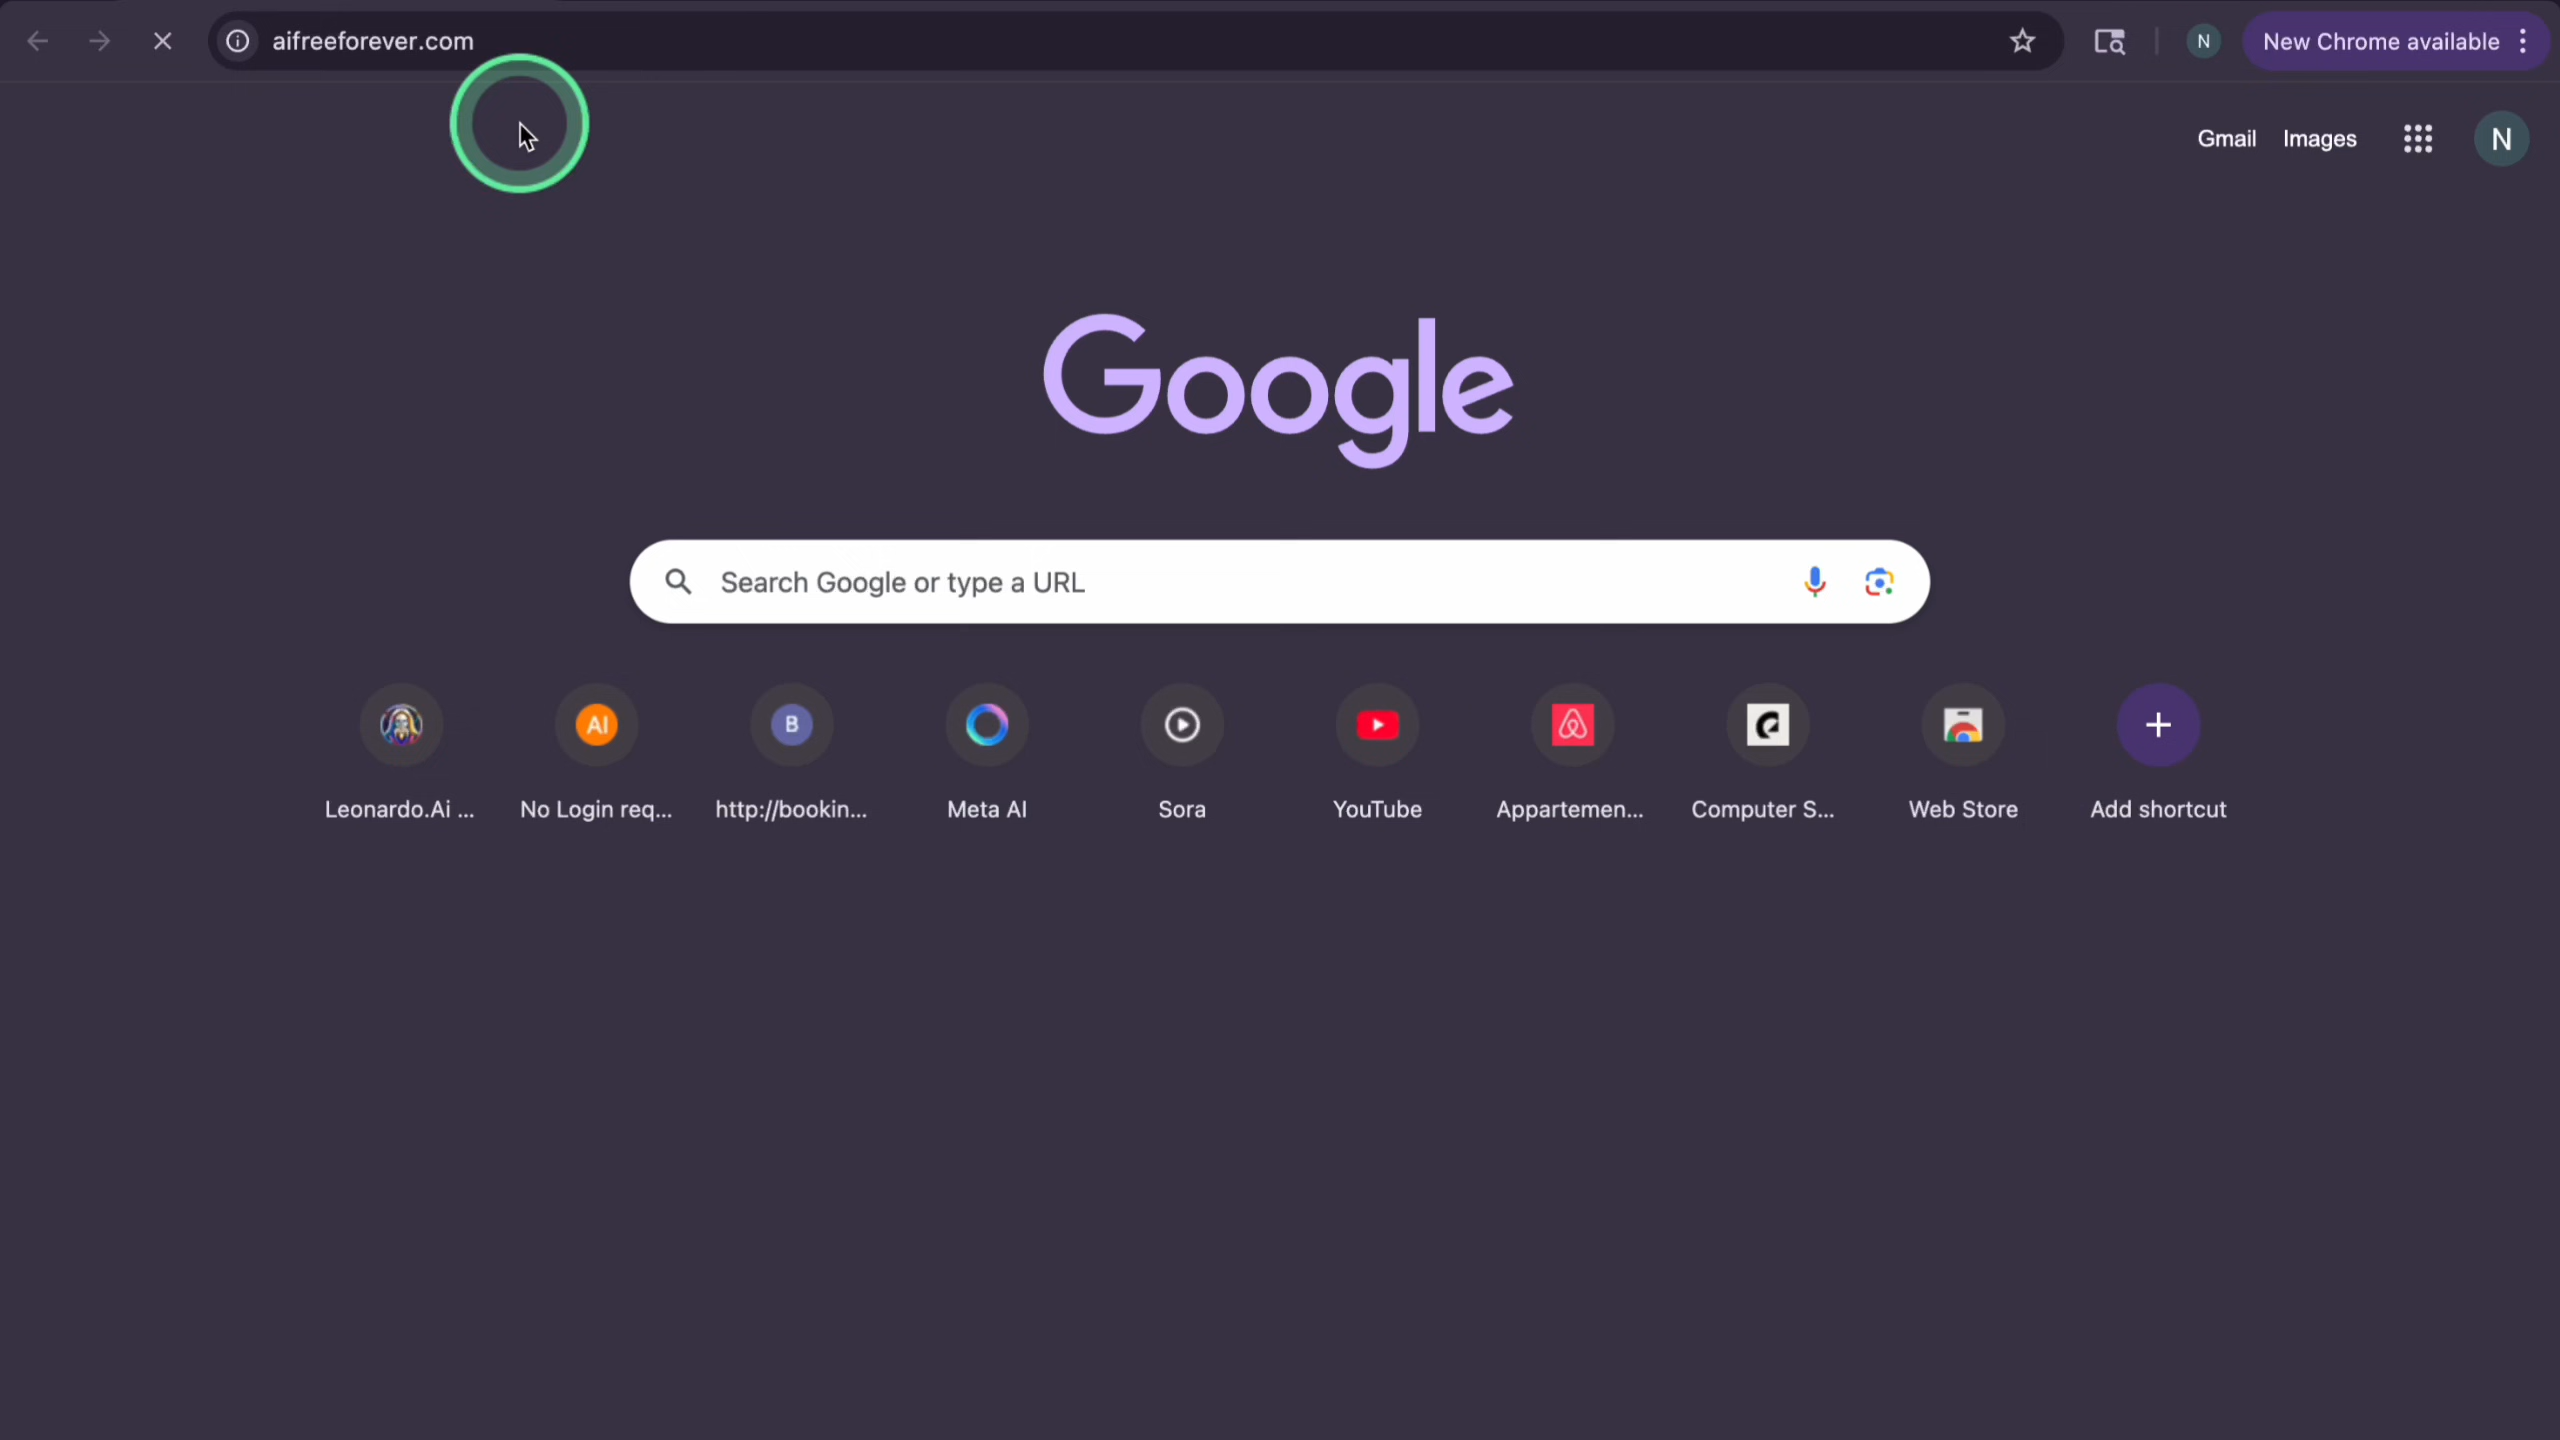 aifreeforever.com
N
New Chrome available
Gmail
Images
N
Google
Search Google or type a URL
AI
B
Leonardo.Ai ...
No Login req...
http://bookin...
Meta AI
Sora
YouTube
Appartemen...
Computer S...
Web Store
Add shortcut